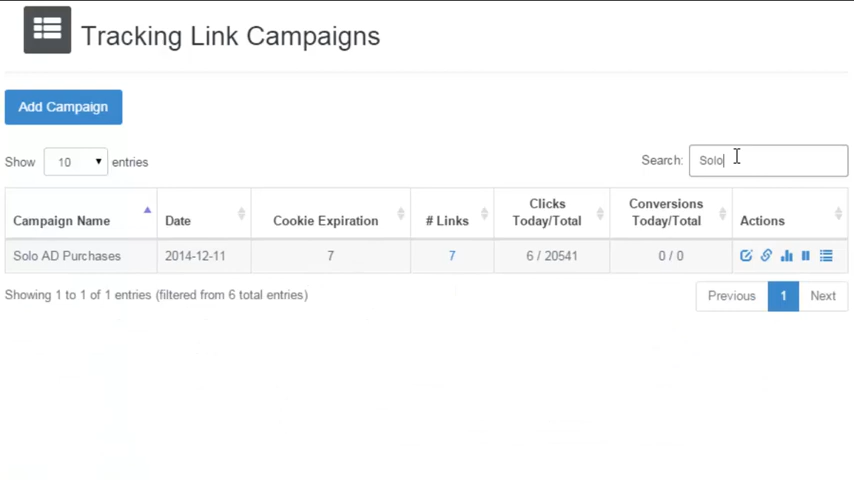 Tracking Link Campaigns
Add Campaign
Show 10 entries
Search: Solo
Campaign Name Date Cookie Expiration # Links Clicks Today/Total Conversions Today/Total Actions
Solo AD Purchases 2014-12-11 7 7 6 / 20541 0 / 0
Showing 1 to 1 of 1 entries (filtered from 6 total entries)
Previous 1 Next